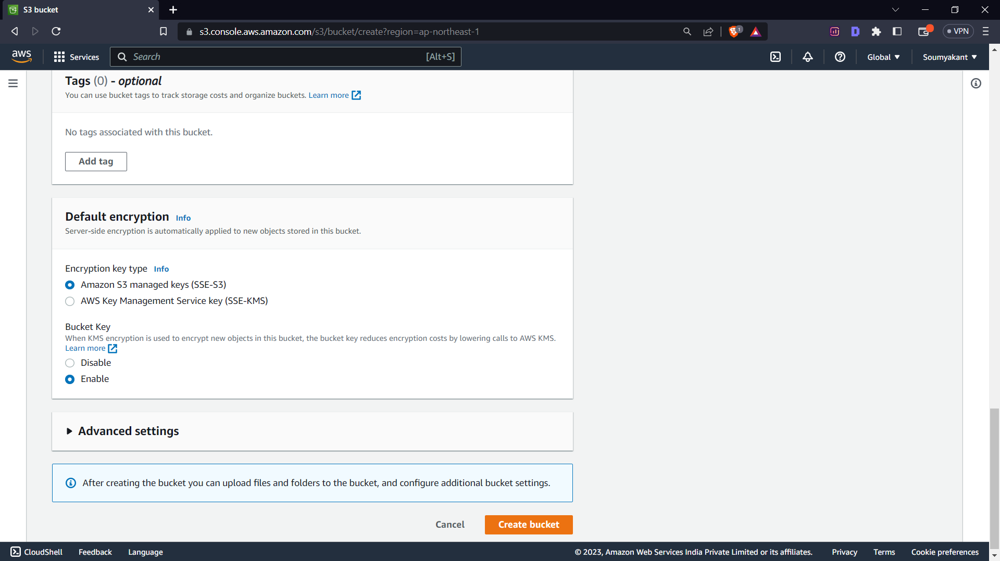 S3 bucket
s3.console.aws.amazon.com/s3/bucket/create?region=ap-northeast-1
1
VPN
aws
Services
Search
[Alt+S]
Global
Soumyakant
Tags (0) - optional
You can use bucket tags to track storage costs and organize buckets. Learn more
No tags associated with this bucket.
Add tag
Default encryption Info
Server-side encryption is automatically applied to new objects stored in this bucket.
Encryption key type Info
Amazon S3 managed keys (SSE-S3)
AWS Key Management Service key (SSE-KMS)
Bucket Key
When KMS encryption is used to encrypt new objects in this bucket, the bucket key reduces encryption costs by lowering calls to AWS KMS.
Learn more
Disable
Enable
Advanced settings
After creating the bucket you can upload files and folders to the bucket, and configure additional bucket settings.
Cancel
Create bucket
CloudShell
Feedback
Language
© 2023, Amazon Web Services India Private Limited or its affiliates.
Privacy
Terms
Cookie preferences